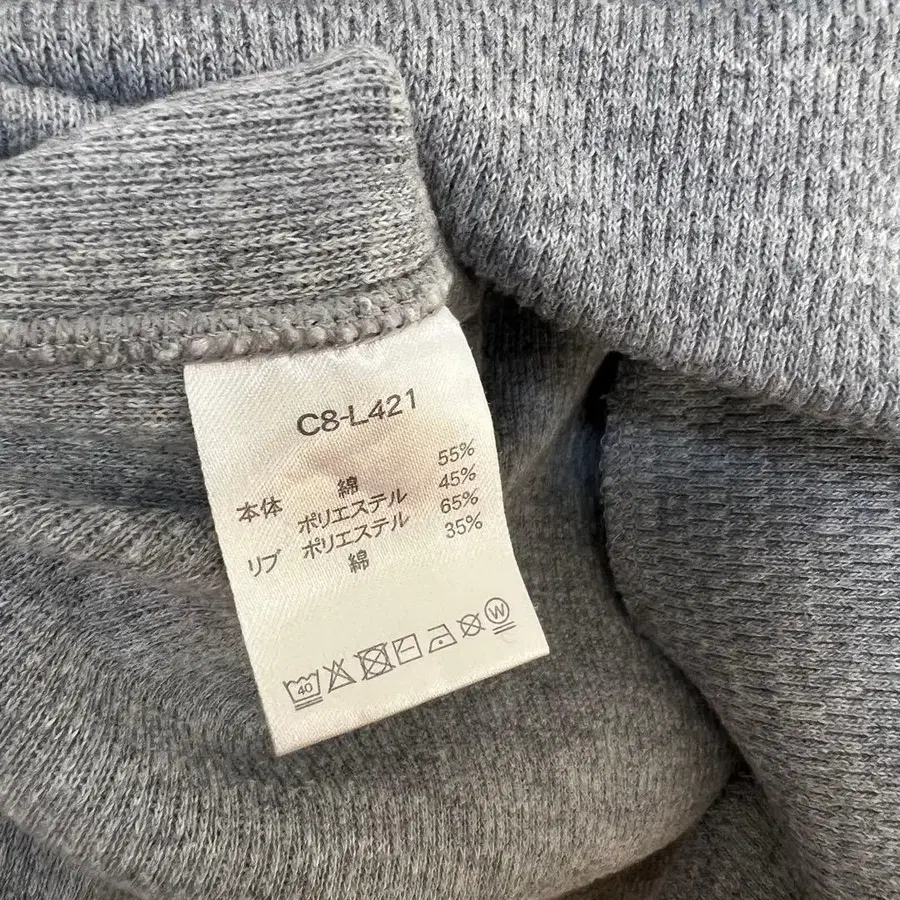 C8-L421
本体 綿 55%
ポリエステル 45%
リブ ポリエステル 65%
綿 35%
40 W